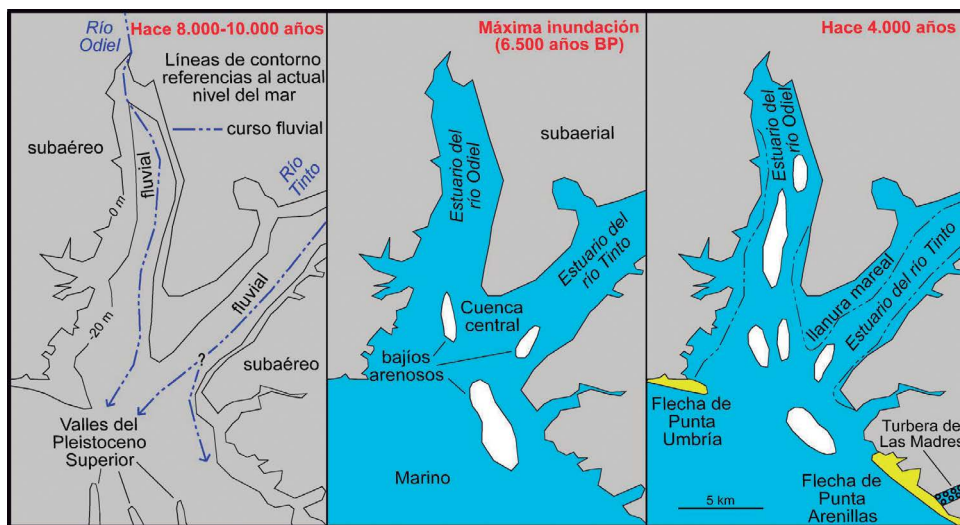 Río
Odiel
Hace 8.000-10.000 años
Líneas de contorno
referencias al actual
nivel del mar
curso fluvial
subaéreo
fluvial
Río
Tinto
0 m
-20 m
fluvial
?
subaéreo
Valles del
Pleistoceno
Superior
Máxima inundación
(6.500 años BP)
subaerial
Estuario del
río Odiel
Estuario del
río Tinto
Cuenca
central
bajíos
arenosos
Marino
Hace 4.000 años
Estuario del
río Odiel
llanura mareal
Estuario del río Tinto
Flecha de
Punta
Umbría
Turbera de
Las Madres
Flecha de
Punta
Arenillas
5 km